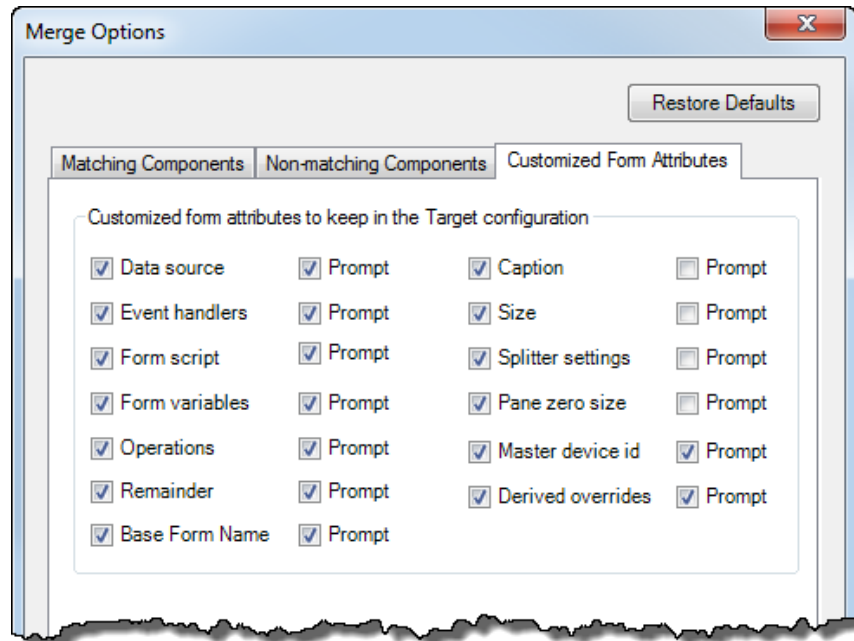 Merge Options
Restore Defaults
Matching Components Non-matching Components Customized Form Attributes
Customized form attributes to keep in the Target configuration
Data source Prompt Caption Prompt
Event handlers Prompt Size Prompt
Form script Prompt Splitter settings Prompt
Form variables Prompt Pane zero size Prompt
Operations Prompt Master device id Prompt
Remainder Prompt Derived overrides Prompt
Base Form Name Prompt